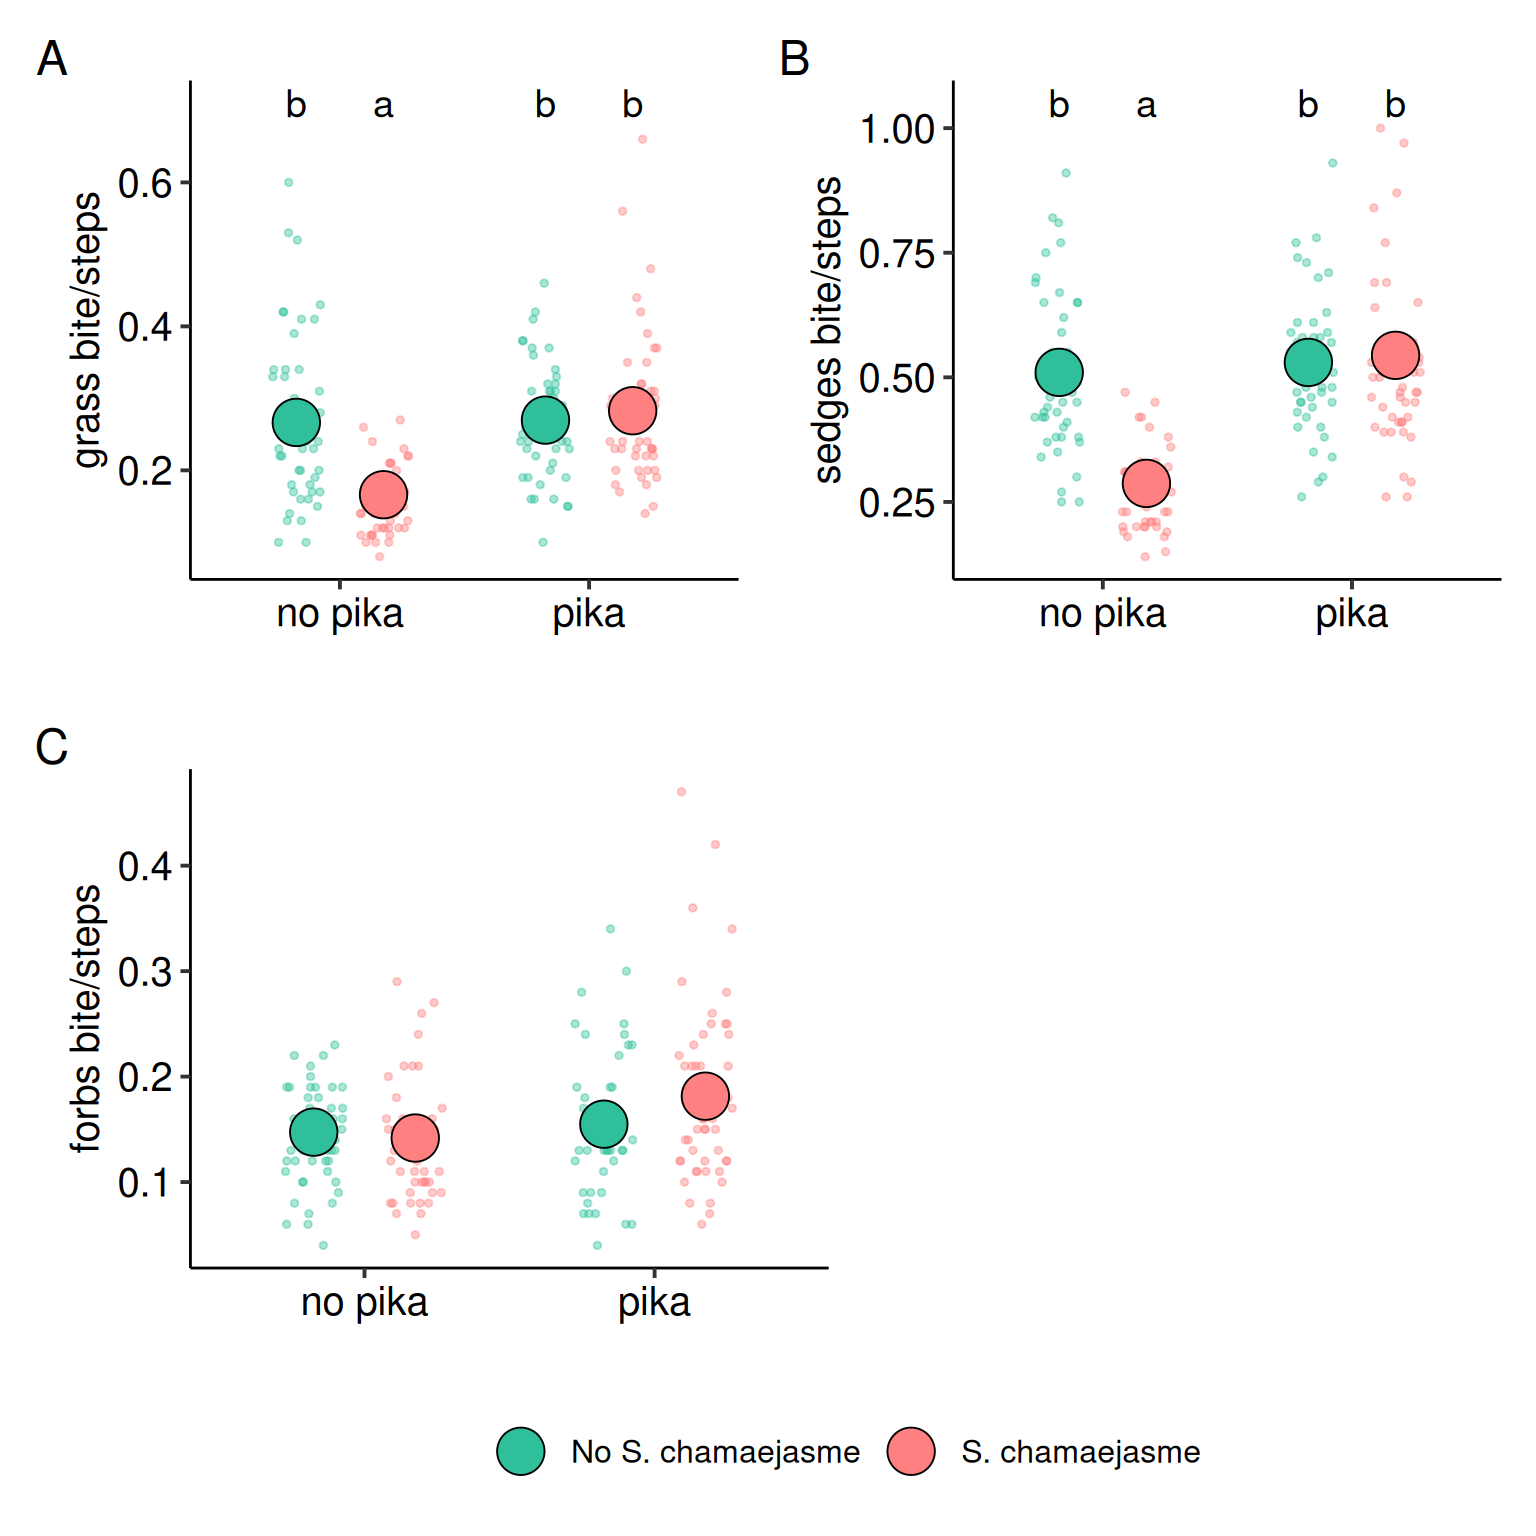 A
b a b b
grass bite/steps
0.6
0.4
0.2
no pika pika
B
b a b b
sedges bite/steps
1.00
0.75
0.50
0.25
no pika pika
C
forbs bite/steps
0.4
0.3
0.2
0.1
no pika pika
No S. chamaejasme S. chamaejasme